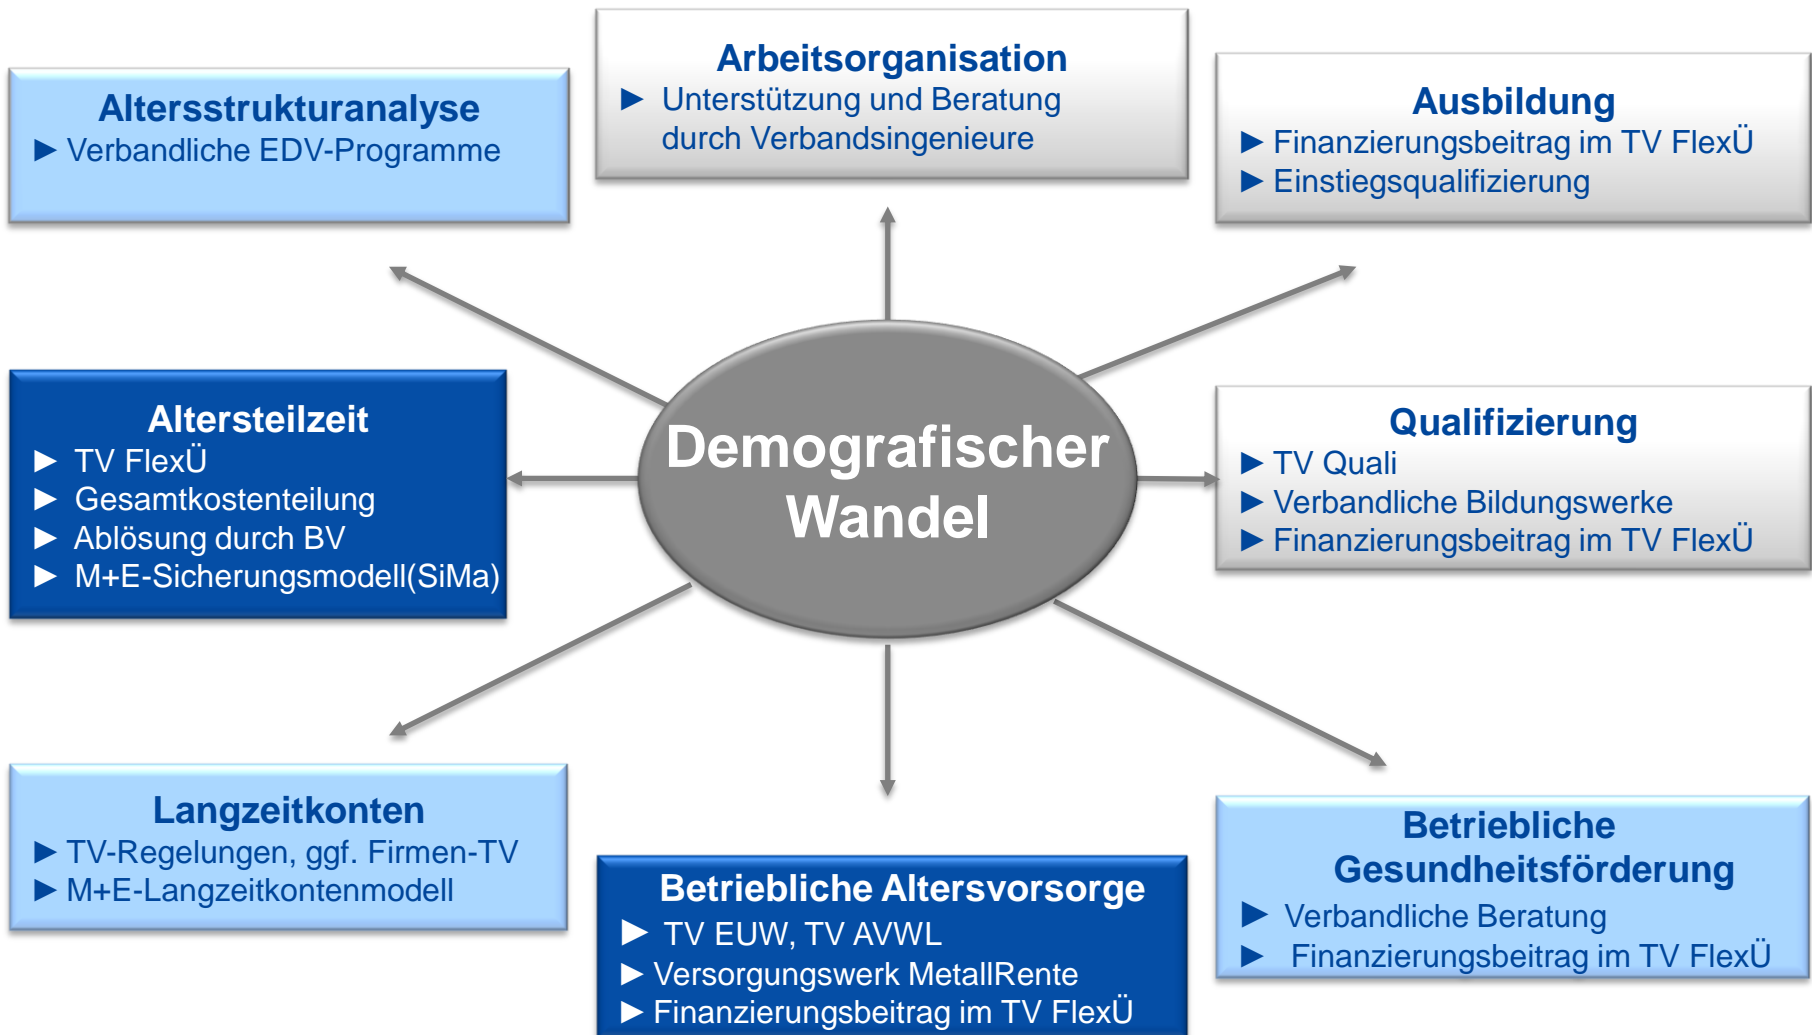 Arbeitsorganisation
► Unterstützung und Beratung
durch Verbandsingenieure
Altersstrukturanalyse
► Verbandliche EDV-Programme
Ausbildung
► Finanzierungsbeitrag im TV FlexÜ
► Einstiegsqualifizierung
Demografischer
Wandel
Altersteilzeit
► TV FlexÜ
► Gesamtkostenteilung
► Ablösung durch BV
► M+E-Sicherungsmodell(SiMa)
Qualifizierung
► TV Quali
► Verbandliche Bildungswerke
► Finanzierungsbeitrag im TV FlexÜ
Langzeitkonten
► TV-Regelungen, ggf. Firmen-TV
► M+E-Langzeitkontenmodell
Betriebliche Altersvorsorge
► TV EUW, TV AVWL
► Versorgungswerk MetallRente
► Finanzierungsbeitrag im TV FlexÜ
Betriebliche
Gesundheitsförderung
► Verbandliche Beratung
► Finanzierungsbeitrag im TV FlexÜ